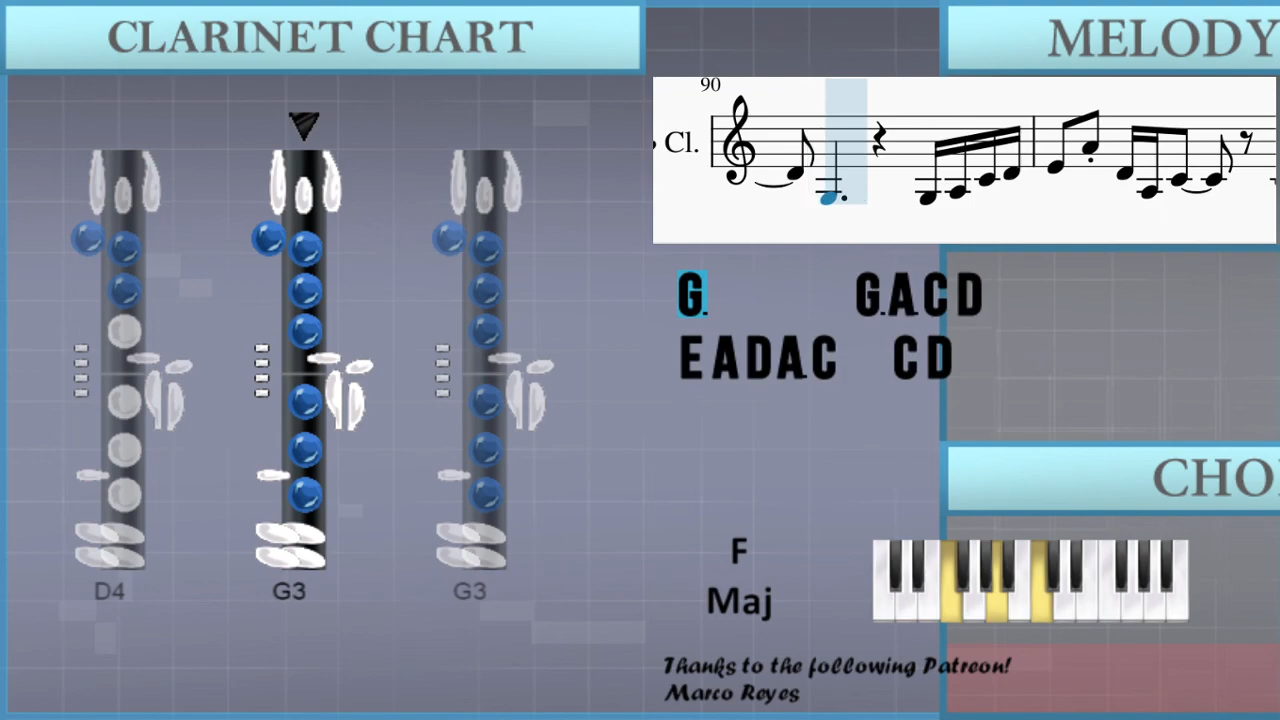 CLARINET CHART
MELODY
90
Cl.
G.
G.ACD
EADA.C CD
D4
G3
G3
CHO
F
Maj
Thanks to the following Patreon!
Marco Reyes